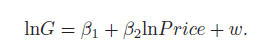 lnG = β₁ + β₂lnPrice + w.